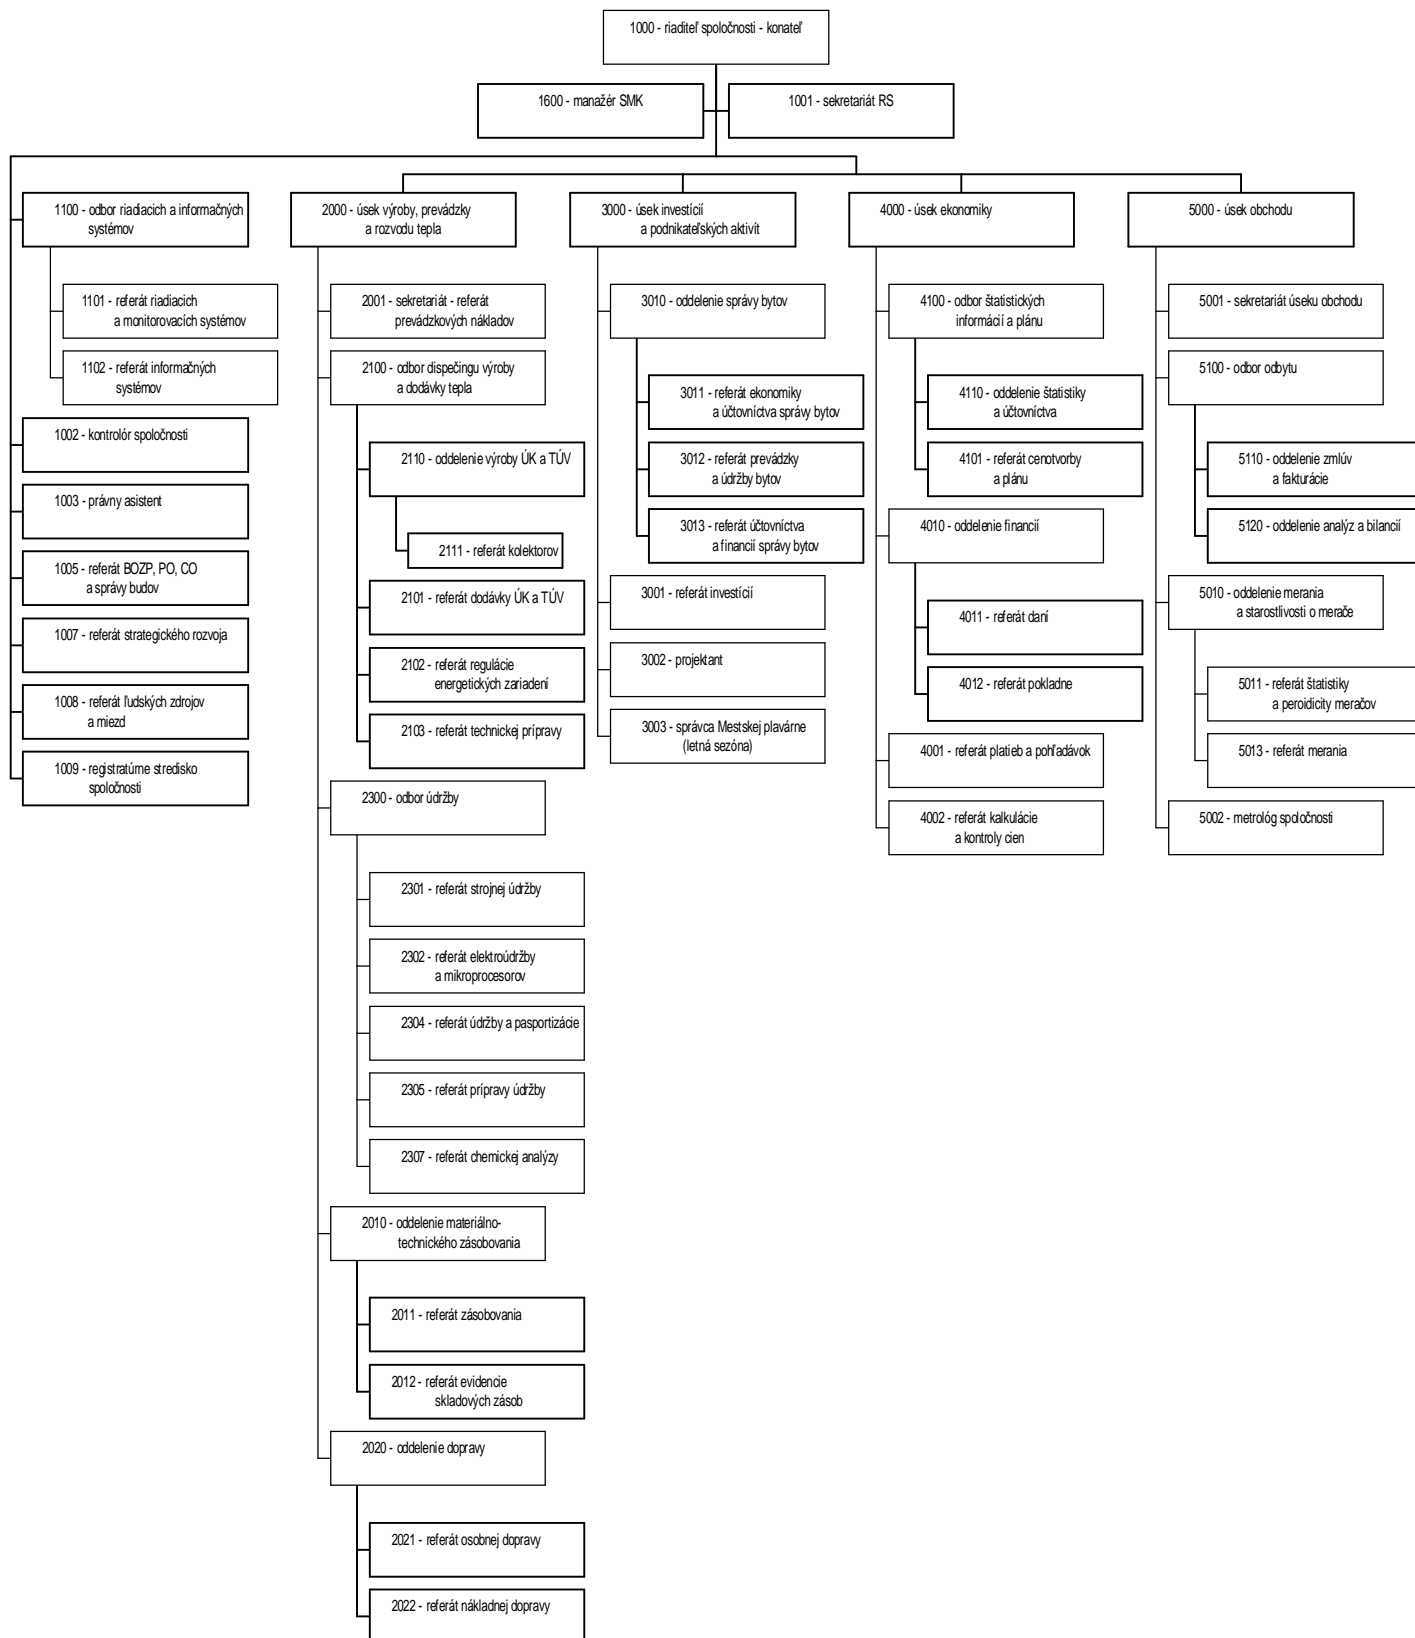 1000 - riaditeľ spoločnosti - konateľ
1600 - manažér SMK
1001 - sekretariát RS
1100 - odbor riadiacich a informačných
systémov
1101 - referát riadiacich
a monitorovacích systémov
1102 - referát informačných
systémov
1002 - kontrolór spoločnosti
1003 - právny asistent
1005 - referát BOZP, PO, CO
a správy budov
1007 - referát strategického rozvoja
1008 - referát ľudských zdrojov
a miezd
1009 - registratúrne stredisko
spoločnosti
2000 - úsek výroby, prevádzky
a rozvodu tepla
2001 - sekretariát - referát
prevádzkových nákladov
2100 - odbor dispečingu výroby
a dodávky tepla
2110 - oddelenie výroby ÚK a TÚV
2111 - referát kolektorov
2101 - referát dodávky ÚK a TÚV
2102 - referát regulácie
energetických zariadení
2103 - referát technickej prípravy
2300 - odbor údržby
2301 - referát strojnej údržby
2302 - referát elektroúdržby
a mikroprocesorov
2304 - referát údržby a pasportizácie
2305 - referát prípravy údržby
2307 - referát chemickej analýzy
2010 - oddelenie materiálno-
technického zásobovania
2011 - referát zásobovania
2012 - referát evidencie
skladových zásob
2020 - oddelenie dopravy
2021 - referát osobnej dopravy
2022 - referát nákladnej dopravy
3000 - úsek investícií
a podnikateľských aktivít
3010 - oddelenie správy bytov
3011 - referát ekonomiky
a účtovníctva správy bytov
3012 - referát prevádzky
a údržby bytov
3013 - referát účtovníctva
a financií správy bytov
3001 - referát investícií
3002 - projektant
3003 - správca Mestskej plavárne
(letná sezóna)
4000 - úsek ekonomiky
4100 - odbor štatistických
informácií a plánu
4110 - oddelenie štatistiky
a účtovníctva
4101 - referát cenotvorby
a plánu
4010 - oddelenie financií
4011 - referát daní
4012 - referát pokladne
4001 - referát platieb a pohľadávok
4002 - referát kalkulácie
a kontroly cien
5000 - úsek obchodu
5001 - sekretariát úseku obchodu
5100 - odbor odbytu
5110 - oddelenie zmlúv
a fakturácie
5120 - oddelenie analýz a bilancií
5010 - oddelenie merania
a starostlivosti o merače
5011 - referát štatistiky
a peroidicity meračov
5013 - referát merania
5002 - metrológ spoločnosti